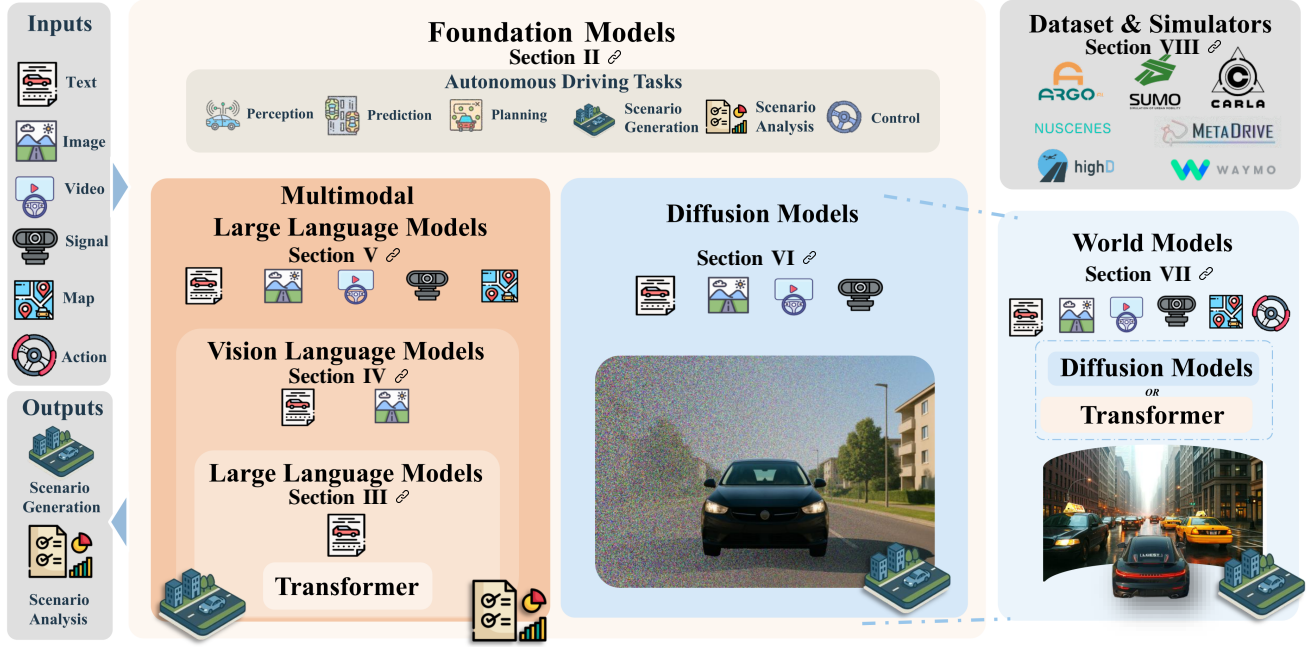 Inputs
Text
Image
Video
Signal
Map
Action
Outputs
Scenario
Generation
Scenario
Analysis
Foundation Models
Section II
Autonomous Driving Tasks
Perception
Prediction
Planning
Scenario
Generation
Scenario
Analysis
Control
Multimodal
Large Language Models
Section V
Vision Language Models
Section IV
Large Language Models
Section III
Transformer
Diffusion Models
Section VI
Dataset & Simulators
Section VIII
ARGO AI
SUMO
CARLA
NUSCENES
METADRIVE
highD
WAYMO
World Models
Section VII
Diffusion Models
OR
Transformer